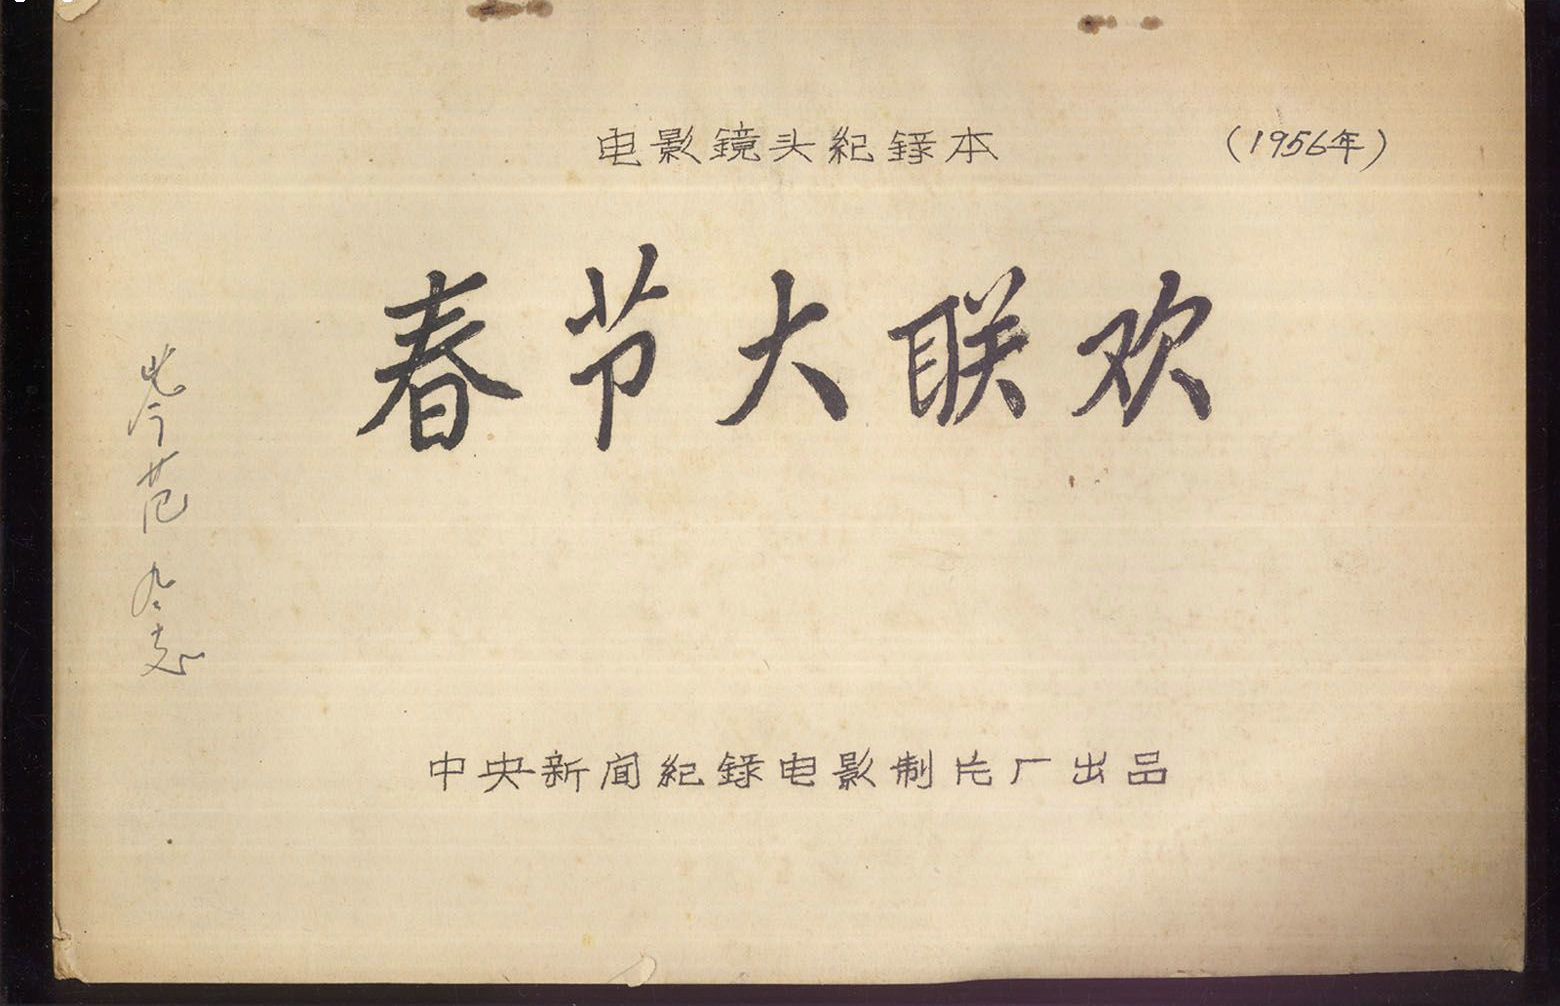 电影鏡头紀録本 （1956年）
春节大联欢
中央新闻紀録电影制片厂出品